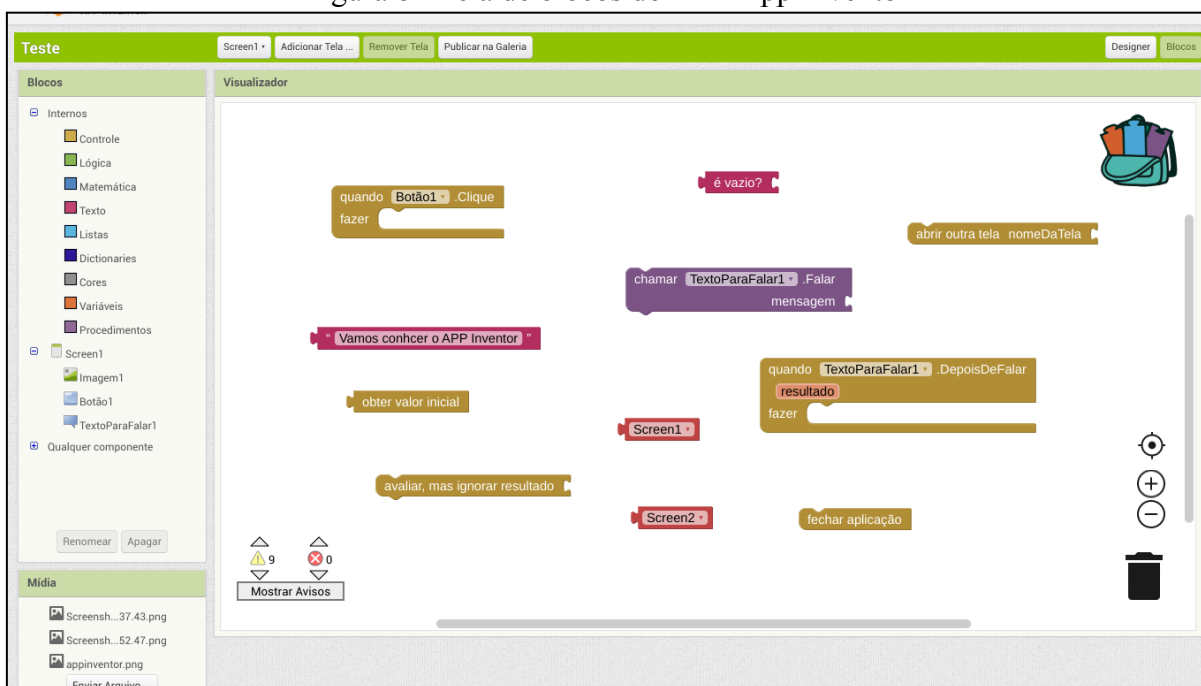 Teste
Screen1 Adicionar Tela ... Remover Tela Publicar na Galeria Designer Blocos
Blocos
Internos
Controle
Lógica
Matemática
Texto
Listas
Dictionaries
Cores
Variáveis
Procedimentos
Screen1
Imagem1
Botão1
TextoParaFalar1
Qualquer componente
Renomear Apagar
Mídia
Screensh...37.43.png
Screensh...52.47.png
appinventor.png
Enviar Arquivo
Visualizador
é vazio?
quando Botão1 .Clique
fazer
abrir outra tela nomeDaTela
chamar TextoParaFalar1 .Falar
mensagem
" Vamos conhcer o APP Inventor "
quando TextoParaFalar1 .DepoisDeFalar
resultado
fazer
obter valor inicial
Screen1
avaliar, mas ignorar resultado
Screen2
fechar aplicação
9 0
Mostrar Avisos